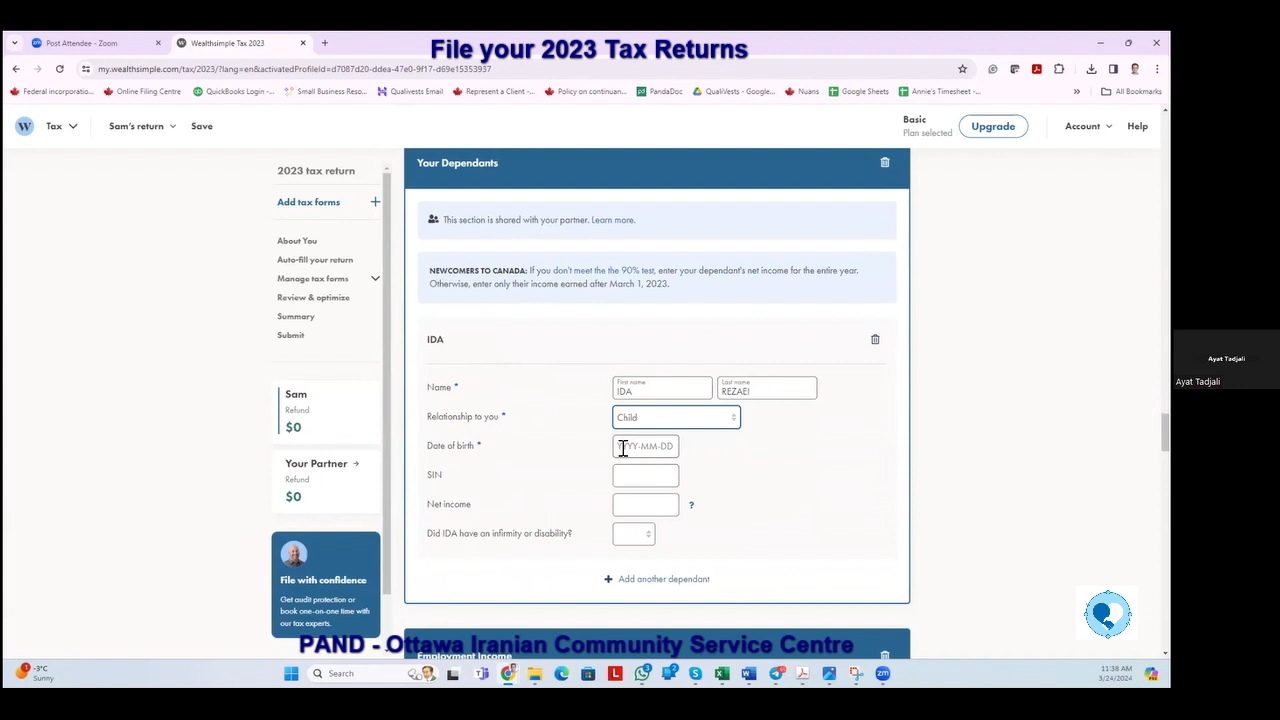 File your 2023 Tax Returns
Post Attendee - Zoom
Wealthsimple Tax 2023
my.wealthsimple.com/tax/2023/?lang=en&activatedProfileId=d7087d20-ddea-47e0-9f17-d69e15353937
Federal incorporatio...
Online Filing Centre
QuickBooks Login -...
Small Business Reso...
Qualivests Email
Represent a Client -...
Policy on continuan...
PandaDoc
QualiVests - Google...
Nuans
Google Sheets
Annie's Timesheet -...
All Bookmarks
Tax
Sam's return
Save
Basic
Plan selected
Upgrade
Account
Help
2023 tax return
Add tax forms
About You
Auto-fill your return
Manage tax forms
Review & optimize
Summary
Submit
Sam
Refund
$0
Your Partner
Refund
$0
File with confidence
Get audit protection or
book one-on-one time with
our tax experts.
Your Dependants
This section is shared with your partner. Learn more.
NEWCOMERS TO CANADA: If you don't meet the the 90% test, enter your dependant's net income for the entire year.
Otherwise, enter only their income earned after March 1, 2023.
IDA
Name *
First name
IDA
Last name
REZAEI
Relationship to you *
Child
Date of birth *
YYYY-MM-DD
SIN
Net income
?
Did IDA have an infirmity or disability?
Add another dependant
Employment Income
PAND - Ottawa Iranian Community Service Centre
Ayat Tadjali
Ayat Tadjali
-3°C
Sunny
Search
11:38 AM
3/24/2024